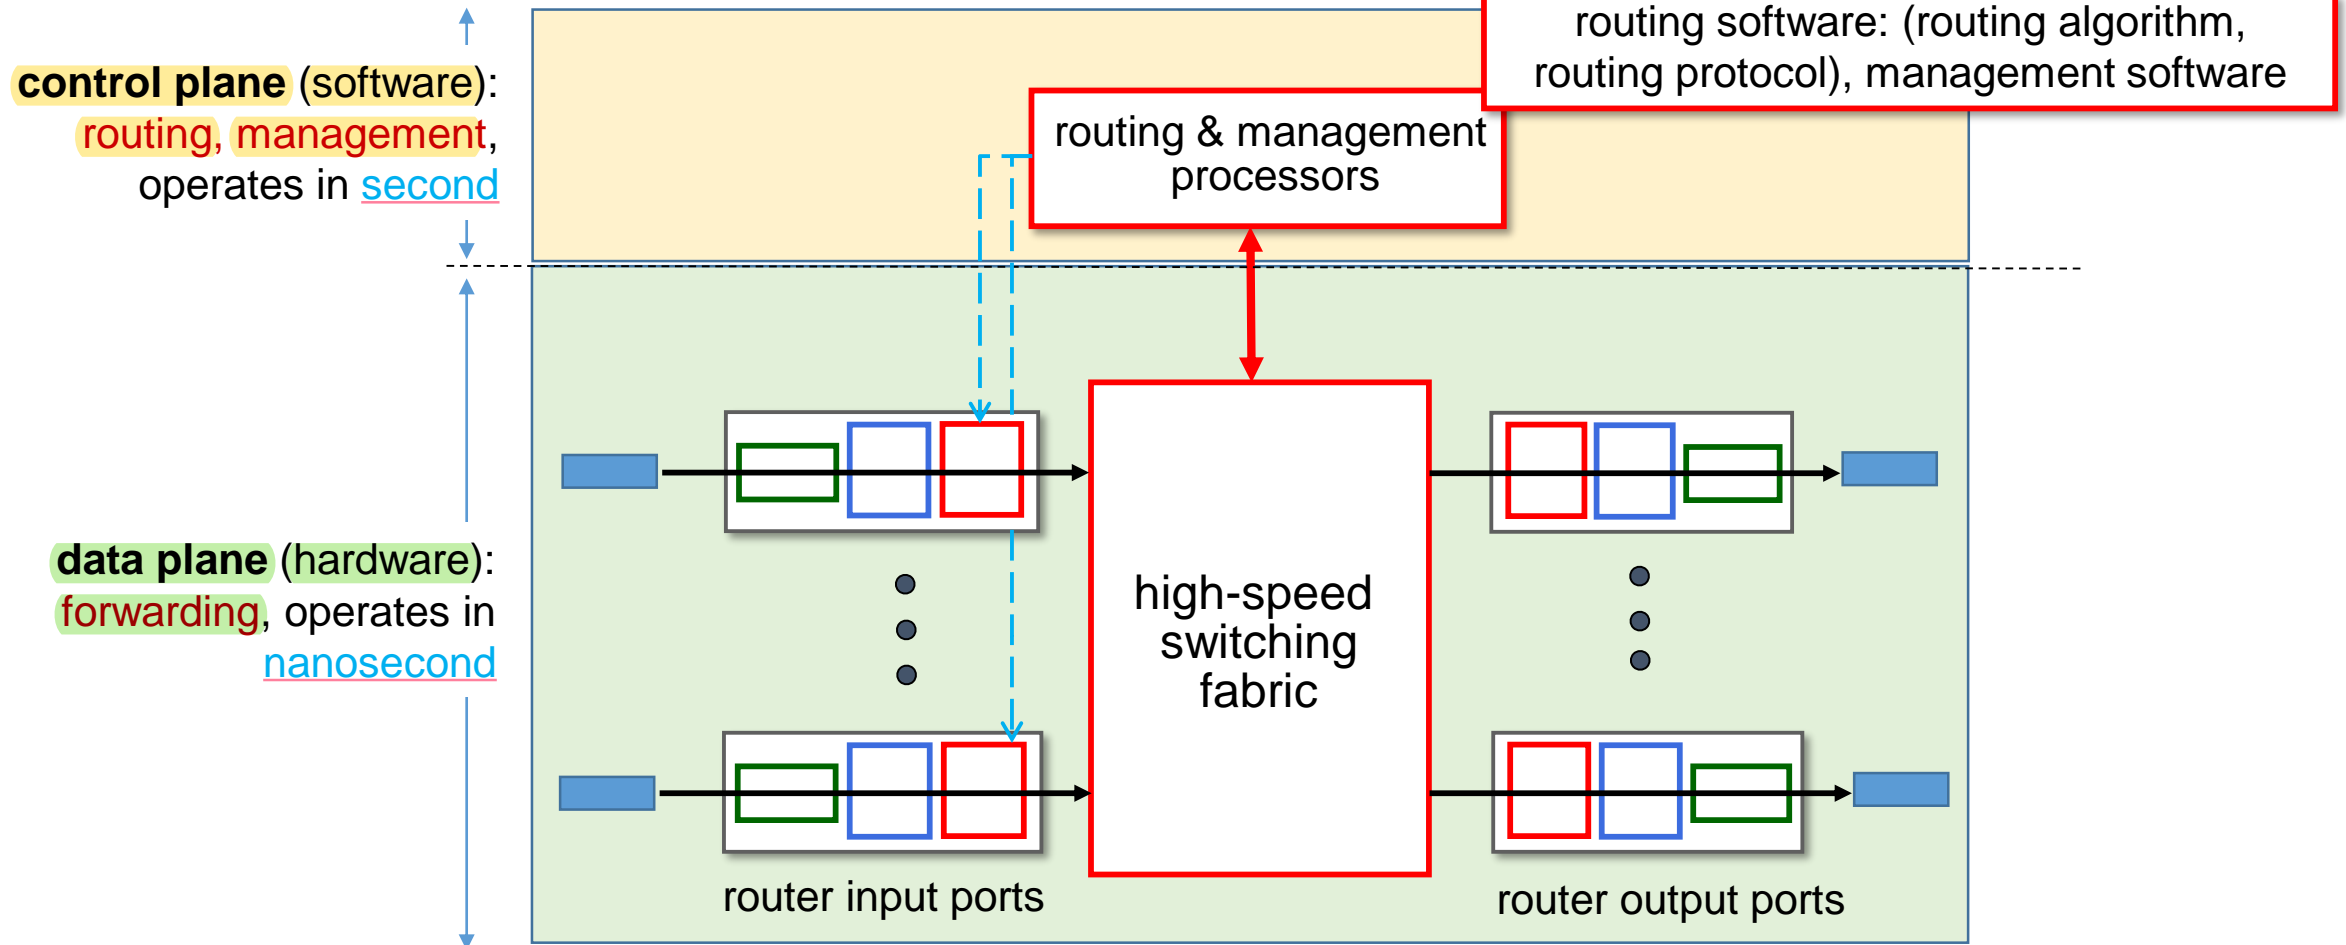 routing software: (routing algorithm,
routing protocol), management software
control plane (software):
routing, management,
operates in second
routing & management
processors
data plane (hardware):
forwarding, operates in
nanosecond
high-speed
switching
fabric
router input ports
router output ports